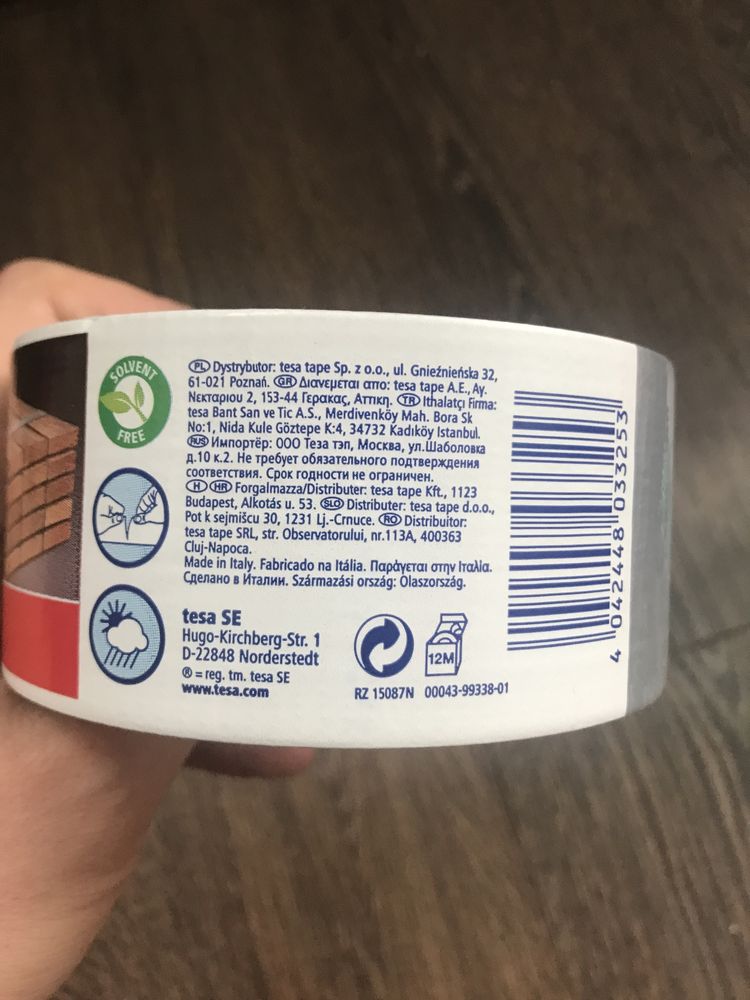 SOLVENT
FREE
PL Dystrybutor: tesa tape Sp. z o.o., ul. Gnieźnieńska 32,
61-021 Poznań. GR Διανεμεται απο: tesa tape A.E., Αγ.
Νεκταριου 2, 153-44 Γερακας, Αττικη. TR Ithalatçı Firma:
tesa Bant San ve Tic A.S., Merdivenköy Mah. Bora Sk
No:1, Nida Kule Göztepe K:4, 34732 Kadıköy Istanbul.
RUS Импортёр: ООО Теза тэп, Москва, ул.Шаболовка
д.10 к.2. Не требует обязательного подтверждения
соответствия. Срок годности не ограничен.
H HR Forgalmazza/Distributer: tesa tape Kft., 1123
Budapest, Alkotás u. 53. SLO Distributer: tesa tape d.o.o.,
Pot k sejmišcu 30, 1231 Lj.-Crnuce. RO Distribuitor:
tesa tape SRL, str. Observatorului, nr.113A, 400363
Cluj-Napoca.
Made in Italy. Fabricado na Itália. Παράγεται στην Ιταλία.
Сделано в Италии. Származási ország: Olaszország.
tesa SE
Hugo-Kirchberg-Str. 1
D-22848 Norderstedt
® = reg. tm. tesa SE
www.tesa.com
12M
RZ 15087N 00043-99338-01
4 042448 033253